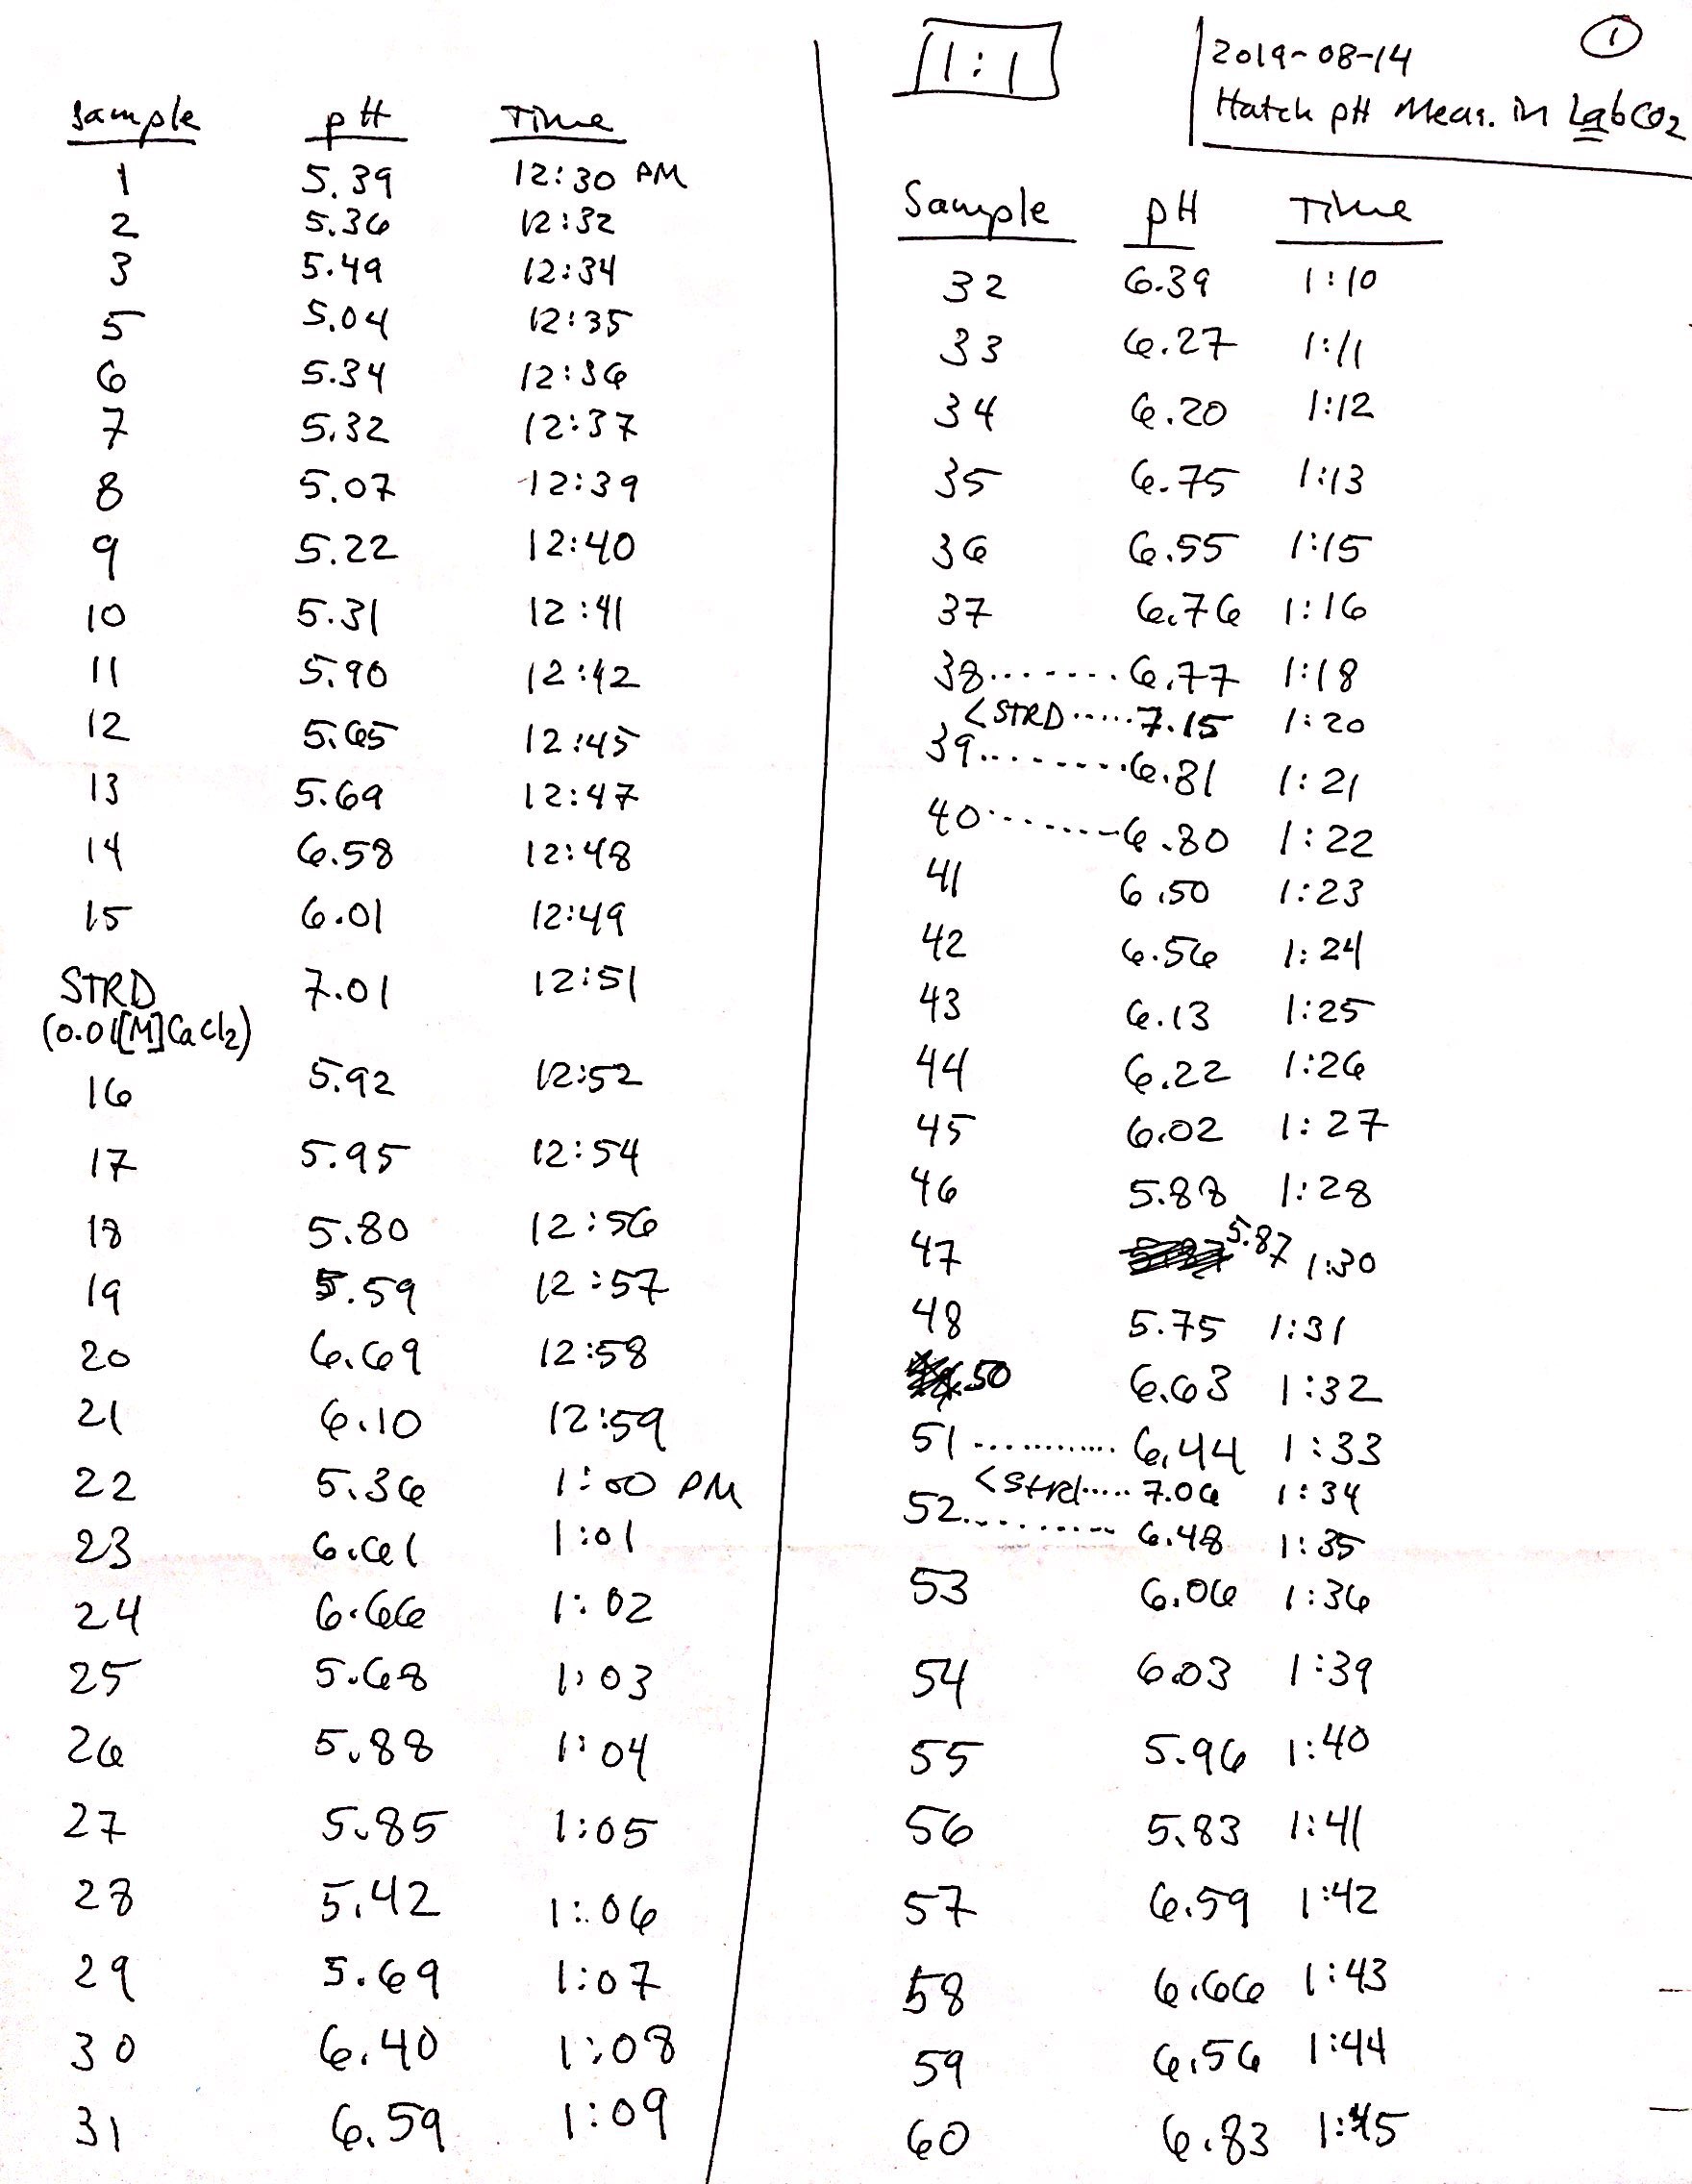 Sample pH Time
1 5.39 12:30 PM
2 5.36 12:32
3 5.49 12:34
5 5.04 12:35
6 5.34 12:36
7 5.32 12:37
8 5.07 12:39
9 5.22 12:40
10 5.31 12:41
11 5.90 12:42
12 5.65 12:45
13 5.69 12:47
14 6.58 12:48
15 6.01 12:49
STRD 7.01 12:51
(0.01[M]CaCl2)
16 5.92 12:52
17 5.95 12:54
18 5.80 12:56
19 5.59 12:57
20 6.69 12:58
21 6.10 12:59
22 5.36 1:00 PM
23 6.61 1:01
24 6.66 1:02
25 5.68 1:03
26 5.88 1:04
27 5.85 1:05
28 5.42 1:06
29 5.69 1:07
30 6.40 1:08
31 6.59 1:09
1:1
2019-08-14
1
Hatch pH Meas. in LabCO2
Sample pH Time
32 6.39 1:10
33 6.27 1:11
34 6.20 1:12
35 6.75 1:13
36 6.55 1:15
37 6.76 1:16
38.......6.77 1:18
<STRD.....7.15 1:20
39........6.81 1:21
40.......6.80 1:22
41 6.50 1:23
42 6.56 1:24
43 6.13 1:25
44 6.22 1:26
45 6.02 1:27
46 5.88 1:28
47 5.87 1:30
48 5.75 1:31
50 6.63 1:32
51............6.44 1:33
<Strd.....7.06 1:34
52.........6.48 1:35
53 6.06 1:36
54 6.03 1:39
55 5.96 1:40
56 5.83 1:41
57 6.59 1:42
58 6.66 1:43
59 6.56 1:44
60 6.83 1:45